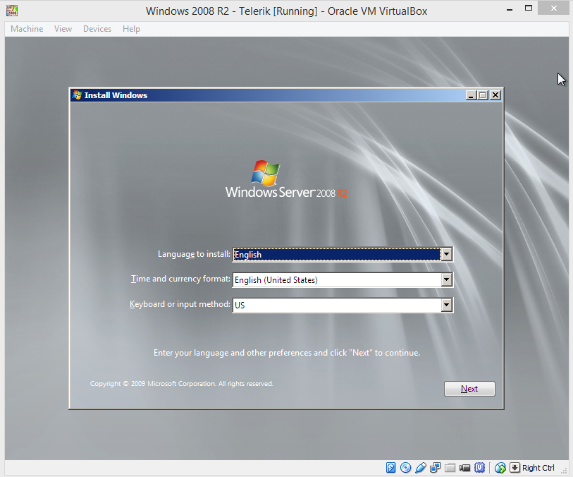 Windows 2008 R2 - Telerik [Running] - Oracle VM VirtualBox
Machine View Devices Help
Install Windows
Windows Server 2008 R2
Language to install: English
Time and currency format: English (United States)
Keyboard or input method: US
Enter your language and other preferences and click "Next" to continue.
Copyright © 2009 Microsoft Corporation. All rights reserved.
Next
Right Ctrl